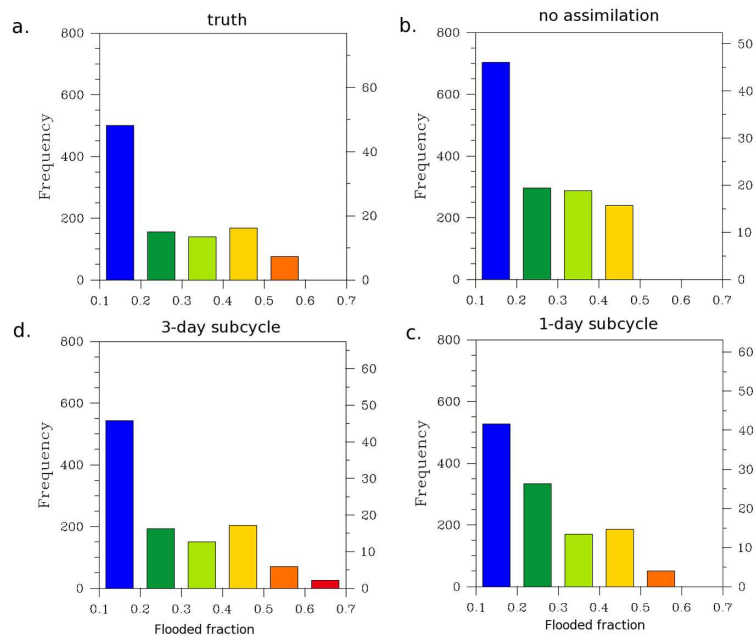 a.
truth
800
600
400
200
0
Frequency
60
40
20
0
0.1 0.2 0.3 0.4 0.5 0.6 0.7
b.
no assimilation
800
600
400
200
0
Frequency
50
40
30
20
10
0
0.1 0.2 0.3 0.4 0.5 0.6 0.7
d.
3-day subcycle
800
600
400
200
0
Frequency
60
50
40
30
20
10
0
0.1 0.2 0.3 0.4 0.5 0.6 0.7
Flooded fraction
c.
1-day subcycle
800
600
400
200
0
Frequency
60
50
40
30
20
10
0
0.1 0.2 0.3 0.4 0.5 0.6 0.7
Flooded fraction